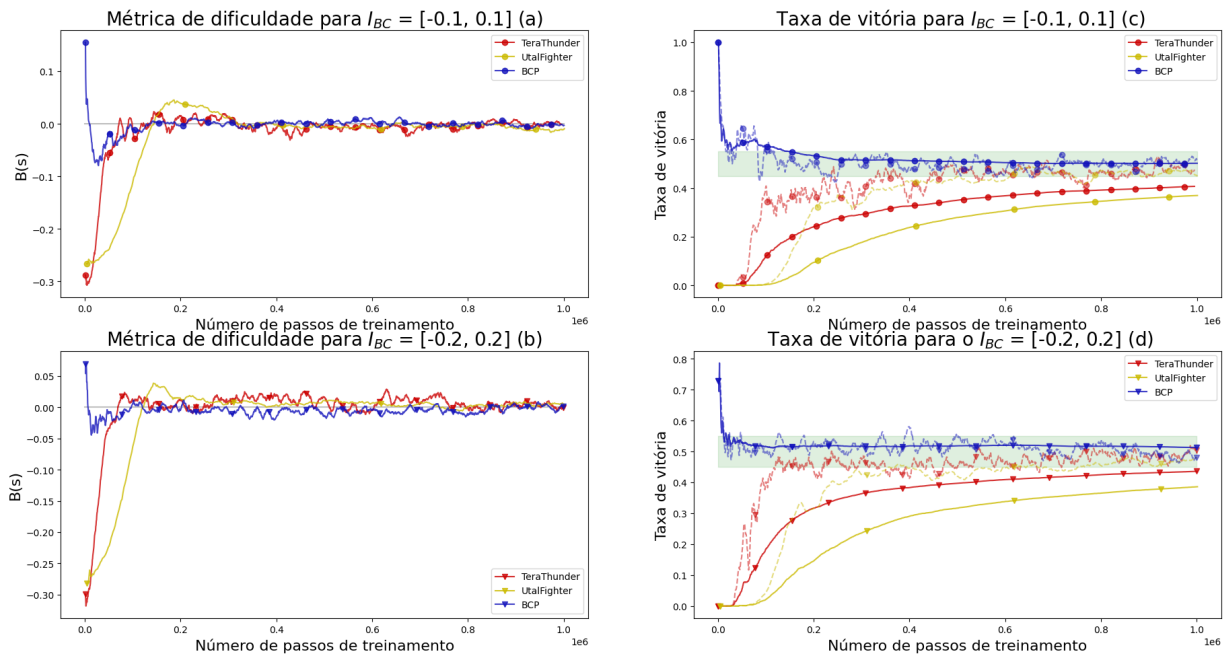 Métrica de dificuldade para I_BC = [-0.1, 0.1] (a)
B(s)
0.1
0.0
−0.1
−0.2
−0.3
TeraThunder
UtalFighter
BCP
0.0 0.2 0.4 0.6 0.8 1.0
1e6
Número de passos de treinamento
Taxa de vitória para I_BC = [-0.1, 0.1] (c)
Taxa de vitória
1.0
0.8
0.6
0.4
0.2
0.0
TeraThunder
UtalFighter
BCP
0.0 0.2 0.4 0.6 0.8 1.0
1e6
Número de passos de treinamento
Métrica de dificuldade para I_BC = [-0.2, 0.2] (b)
B(s)
0.05
0.00
−0.05
−0.10
−0.15
−0.20
−0.25
−0.30
TeraThunder
UtalFighter
BCP
0.0 0.2 0.4 0.6 0.8 1.0
1e6
Número de passos de treinamento
Taxa de vitória para o I_BC = [-0.2, 0.2] (d)
Taxa de vitória
0.8
0.7
0.6
0.5
0.4
0.3
0.2
0.1
0.0
TeraThunder
UtalFighter
BCP
0.0 0.2 0.4 0.6 0.8 1.0
1e6
Número de passos de treinamento